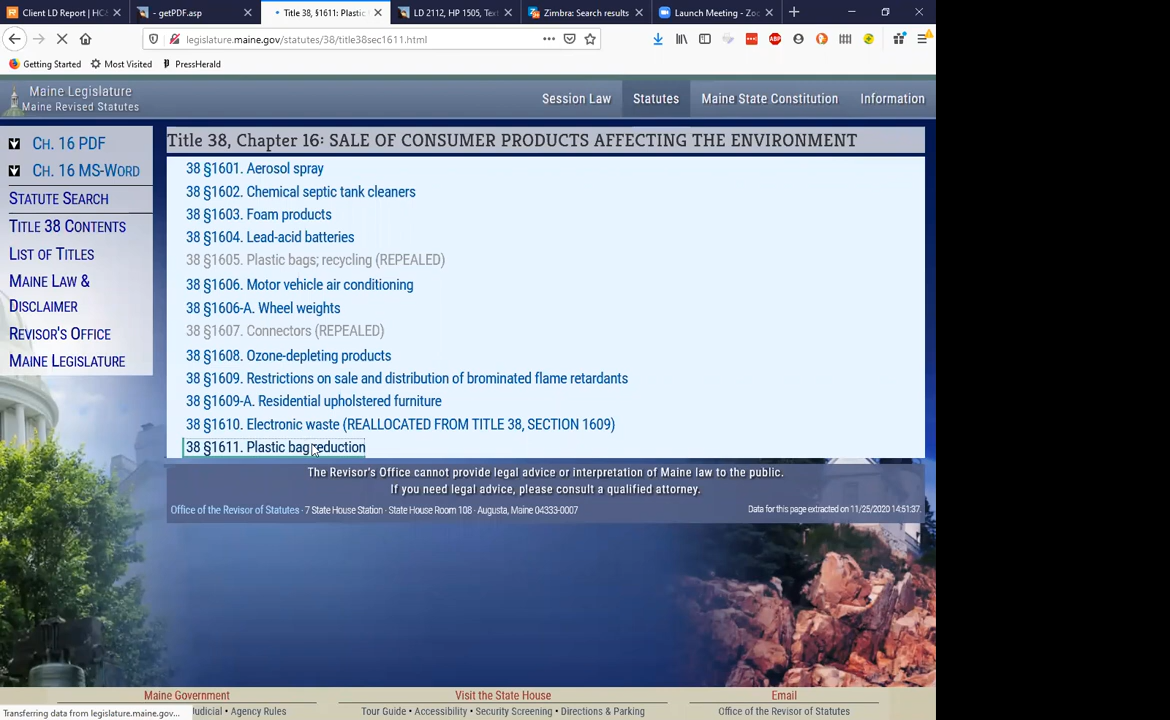 Client LD Report | HC
- getPDF.asp
Title 38, §1611: Plastic
LD 2112, HP 1505, Tex
Zimbra: Search results
Launch Meeting - Zoo
legislature.maine.gov/statutes/38/title38sec1611.html
ABP
Getting Started
Most Visited
PressHerald
Maine Legislature
Maine Revised Statutes
Session Law
Statutes
Maine State Constitution
Information
CH. 16 PDF
CH. 16 MS-WORD
STATUTE SEARCH
TITLE 38 CONTENTS
LIST OF TITLES
MAINE LAW &
DISCLAIMER
REVISOR'S OFFICE
MAINE LEGISLATURE
Title 38, Chapter 16: SALE OF CONSUMER PRODUCTS AFFECTING THE ENVIRONMENT
38 §1601. Aerosol spray
38 §1602. Chemical septic tank cleaners
38 §1603. Foam products
38 §1604. Lead-acid batteries
38 §1605. Plastic bags; recycling (REPEALED)
38 §1606. Motor vehicle air conditioning
38 §1606-A. Wheel weights
38 §1607. Connectors (REPEALED)
38 §1608. Ozone-depleting products
38 §1609. Restrictions on sale and distribution of brominated flame retardants
38 §1609-A. Residential upholstered furniture
38 §1610. Electronic waste (REALLOCATED FROM TITLE 38, SECTION 1609)
38 §1611. Plastic bag reduction
The Revisor's Office cannot provide legal advice or interpretation of Maine law to the public.
If you need legal advice, please consult a qualified attorney.
Office of the Revisor of Statutes · 7 State House Station · State House Room 108 · Augusta, Maine 04333-0007
Data for this page extracted on 11/25/2020 14:51:37.
Maine Government
Visit the State House
Email
Transferring data from legislature.maine.gov...
Judicial • Agency Rules
Tour Guide • Accessibility • Security Screening • Directions & Parking
Office of the Revisor of Statutes